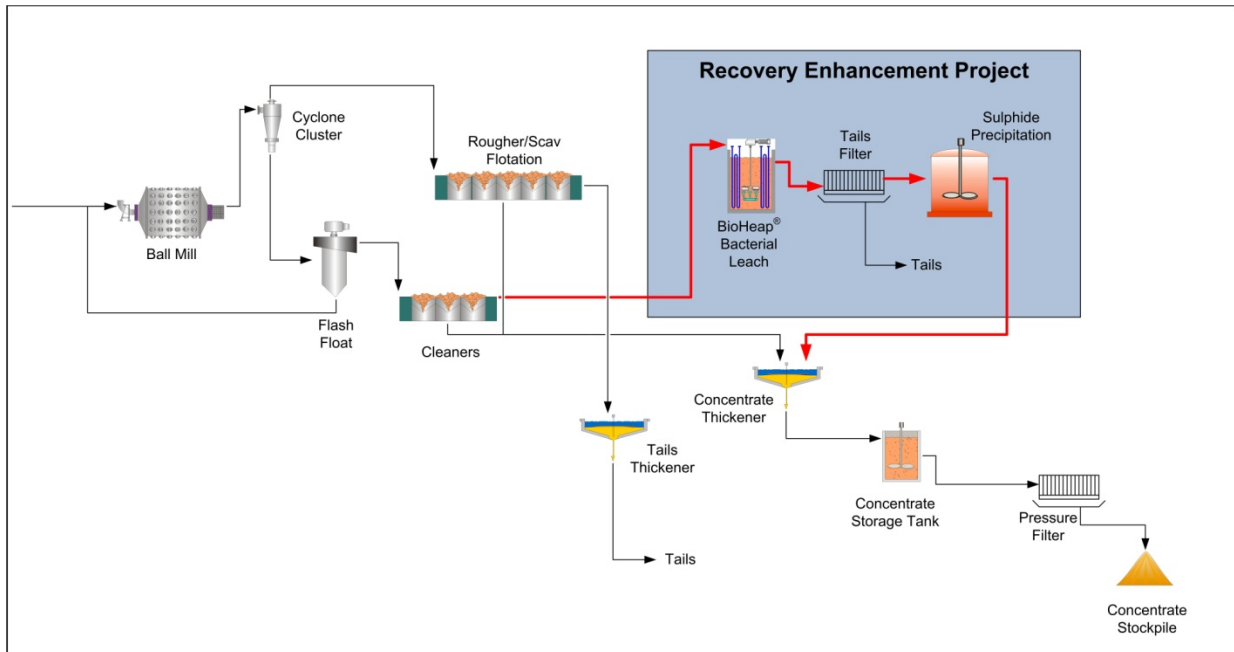 Recovery Enhancement Project
Cyclone
Cluster
Rougher/Scav
Flotation
Tails
Filter
Sulphide
Precipitation
Ball Mill
BioHeap®
Bacterial
Leach
Tails
Flash
Float
Cleaners
Concentrate
Thickener
Tails
Thickener
Concentrate
Storage Tank
Pressure
Filter
Tails
Concentrate
Stockpile